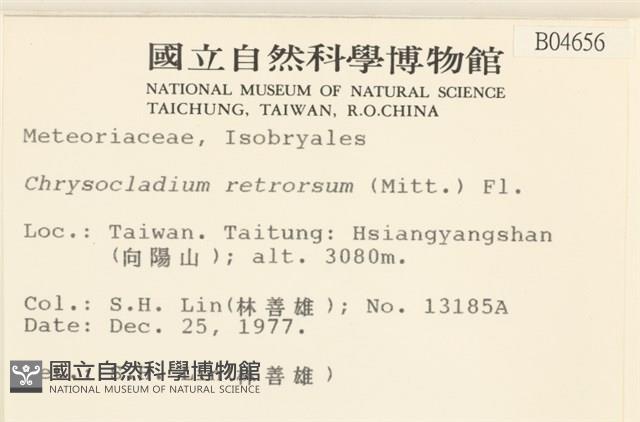 B04656
國立自然科學博物館
NATIONAL MUSEUM OF NATURAL SCIENCE
TAICHUNG, TAIWAN, R.O.CHINA
Meteoriaceae, Isobryales
Chrysocladium retrorsum (Mitt.) Fl.
Loc.: Taiwan. Taitung: Hsiangyangshan
(向陽山); alt. 3080m.
Col.: S.H. Lin(林善雄); No. 13185A
Date: Dec. 25, 1977.
善雄)
國立自然科學博物館
NATIONAL MUSEUM OF NATURAL SCIENCE